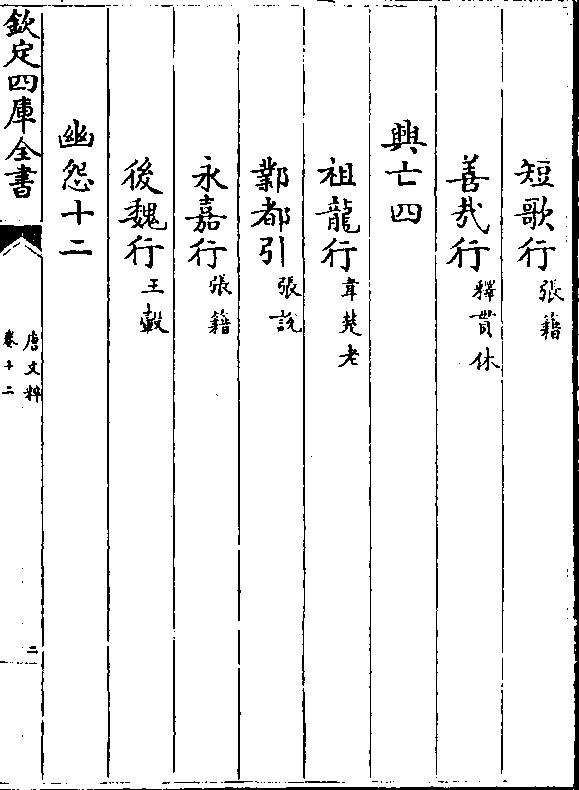 短歌行張籍
善哉行釋貫休
興亡四
祖龍行韋楚老
鄴都引張說
永嘉行張籍
後魏行王轂
幽怨十二
欽定四庫全書
唐文粹
卷十二
二